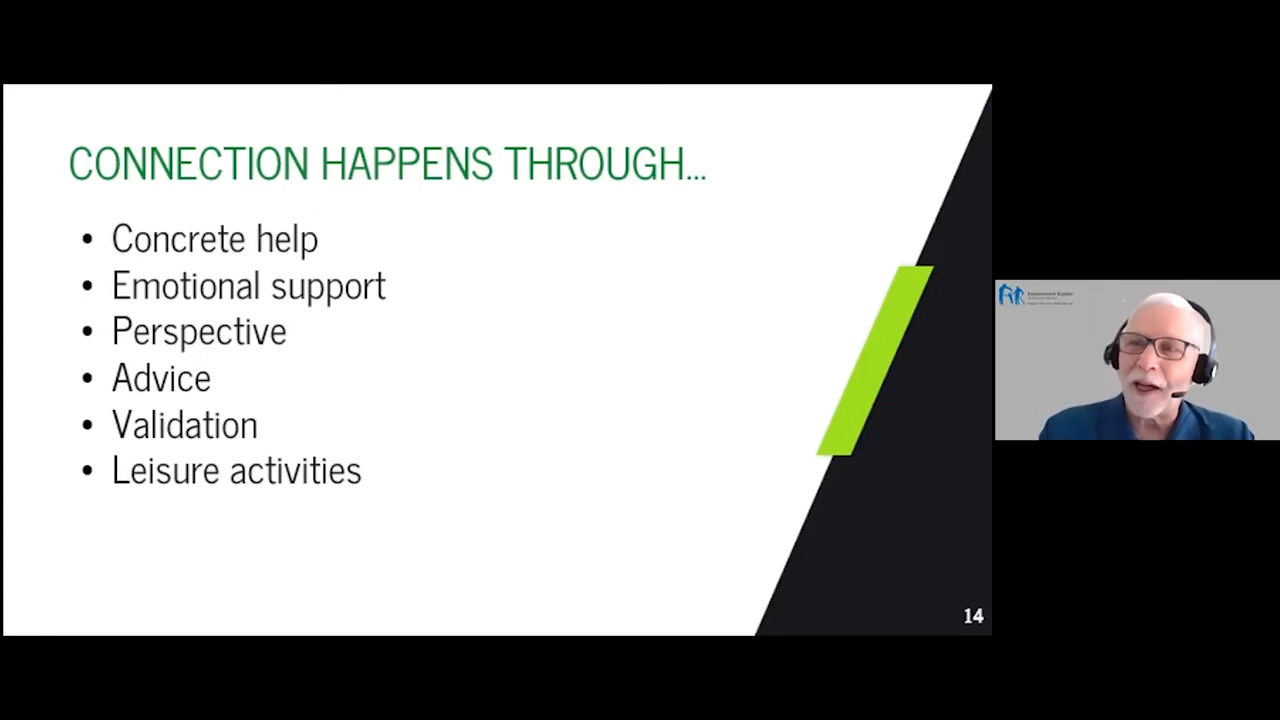 CONNECTION HAPPENS THROUGH...
• Concrete help
• Emotional support
• Perspective
• Advice
• Validation
• Leisure activities
14